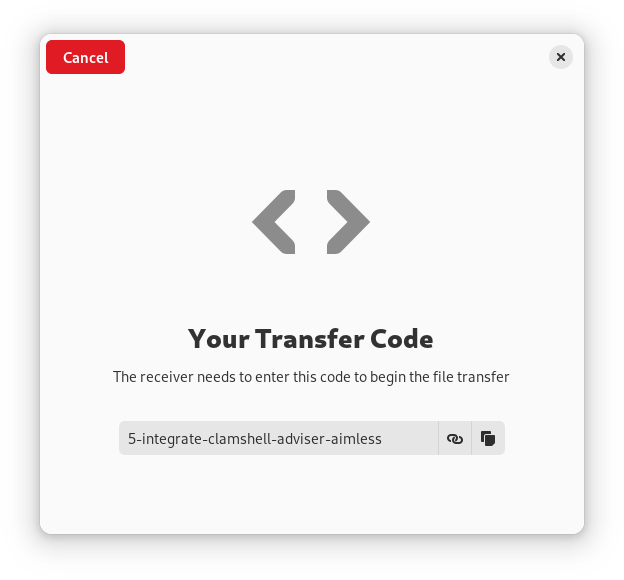 Cancel
Your Transfer Code
The receiver needs to enter this code to begin the file transfer
5-integrate-clamshell-adviser-aimless